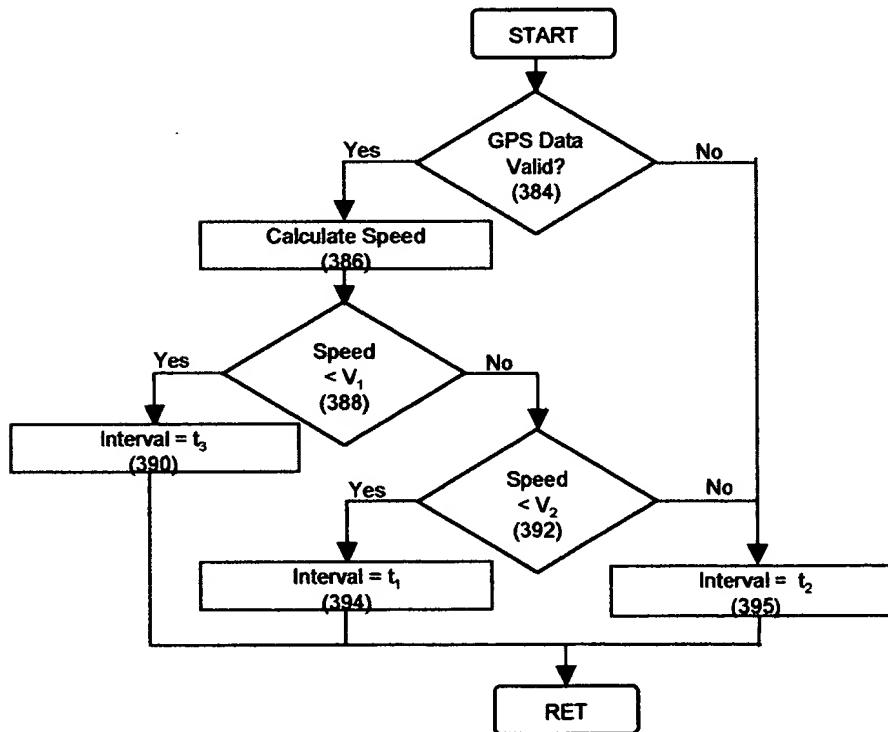 START
GPS Data
Valid?
(384)
Yes
No
Calculate Speed
(386)
Speed
< V1
(388)
Yes
No
Interval = t3
(390)
Speed
< V2
(392)
Yes
No
Interval = t1
(394)
Interval = t2
(395)
RET